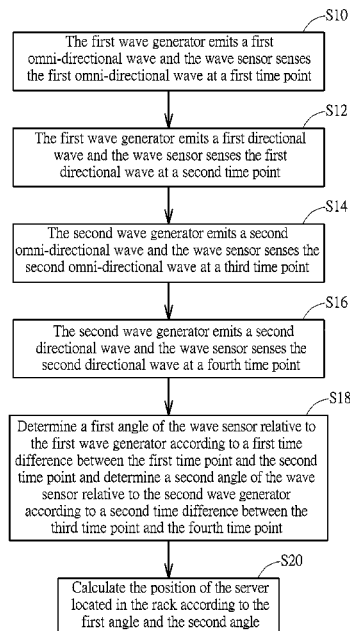 S10
The first wave generator emits a first
omni-directional wave and the wave sensor senses
the first omni-directional wave at a first time point
S12
The first wave generator emits a first directional
wave and the wave sensor senses the first
directional wave at a second time point
S14
The second wave generator emits a second
omni-directional wave and the wave sensor senses the
second omni-directional wave at a third time point
S16
The second wave generator emits a second
directional wave and the wave sensor senses the
second directional wave at a fourth time point
S18
Determine a first angle of the wave sensor relative to
the first wave generator according to a first time
difference between the first time point and the second
time point and determine a second angle of the wave
sensor relative to the second wave generator
according to a second time difference between the
third time point and the fourth time point
S20
Calculate the position of the server
located in the rack according to the
first angle and the second angle